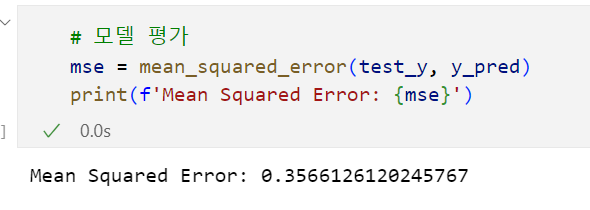 # 모델 평가
mse = mean_squared_error(test_y, y_pred)
print(f'Mean Squared Error: {mse}')
] 0.0s
Mean Squared Error: 0.3566126120245767